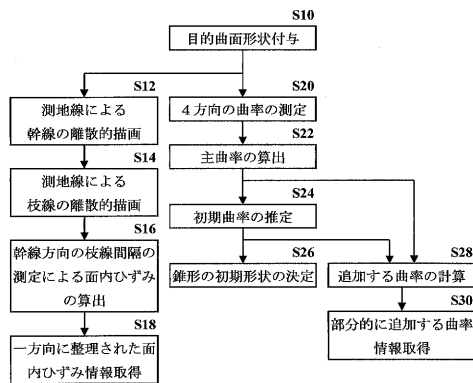 S10
目的曲面形状付与
S12
測地線による
幹線の離散的描画
S14
測地線による
枝線の離散的描画
S16
幹線方向の枝線間隔の
測定による面内ひずみ
の算出
S18
一方向に整理された面
内ひずみ情報取得
S20
4方向の曲率の測定
S22
主曲率の算出
S24
初期曲率の推定
S26
錐形の初期形状の決定
S28
追加する曲率の計算
S30
部分的に追加する曲率
情報取得